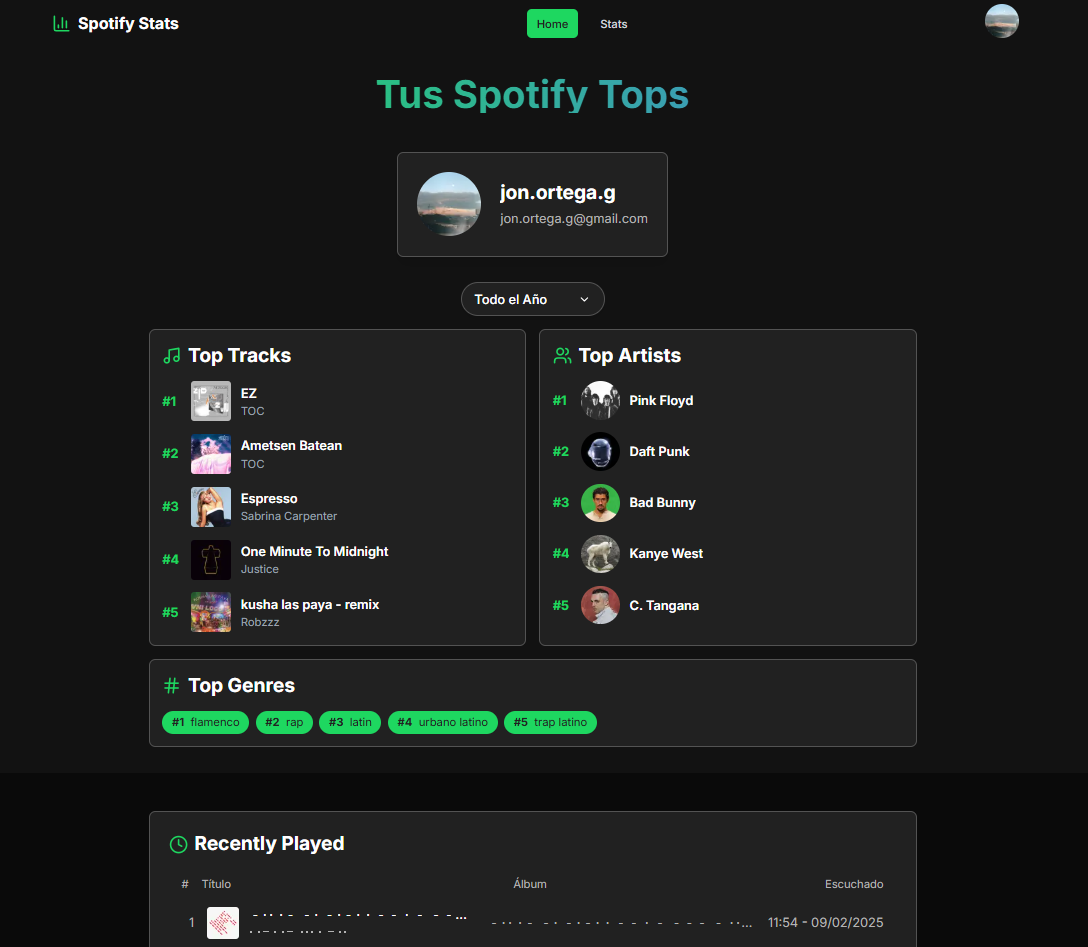 Spotify Stats
Home
Stats
Tus Spotify Tops
jon.ortega.g
jon.ortega.g@gmail.com
Todo el Año
Top Tracks
#1
EZ
TOC
#2
Ametsen Batean
TOC
#3
Espresso
Sabrina Carpenter
#4
One Minute To Midnight
Justice
#5
kusha las paya - remix
Robzzz
Top Artists
#1 Pink Floyd
#2 Daft Punk
#3 Bad Bunny
#4 Kanye West
#5 C. Tangana
Top Genres
#1 flamenco #2 rap #3 latin #4 urbano latino #5 trap latino
Recently Played
# Título Álbum Escuchado
1 11:54 - 09/02/2025